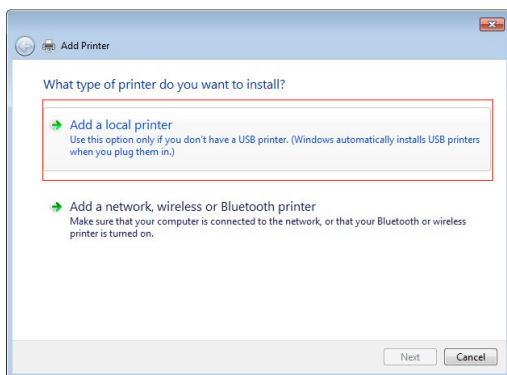 Add Printer
What type of printer do you want to install?
Add a local printer
Use this option only if you don't have a USB printer. (Windows automatically installs USB printers
when you plug them in.)
Add a network, wireless or Bluetooth printer
Make sure that your computer is connected to the network, or that your Bluetooth or wireless
printer is turned on.
Next Cancel